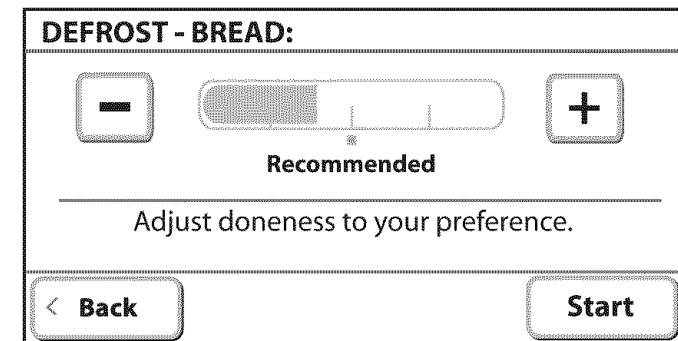 DEFROST - BREAD:
- +
Recommended
Adjust doneness to your preference.
< Back Start